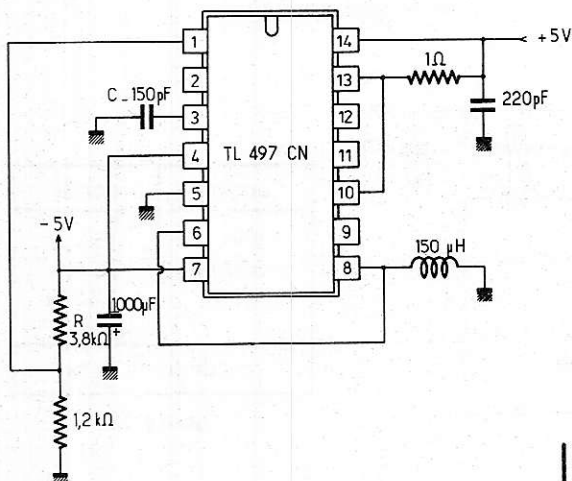 1
14
+5V
2
13
1Ω
C_150pF
3
12
220pF
4
TL 497 CN
11
5
10
-5V
6
9
150 µH
7
8
1000µF
+
R
3,8kΩ
1,2 kΩ